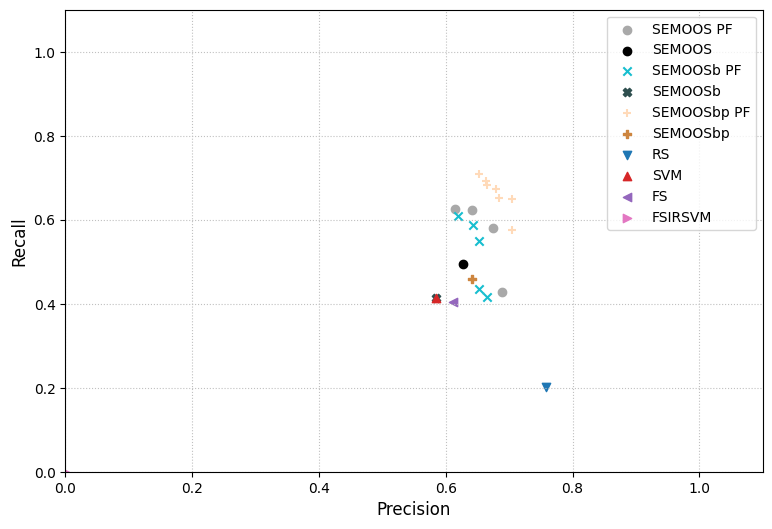 SEMOOS PF
SEMOOS
SEMOOSb PF
SEMOOSb
SEMOOSbp PF
SEMOOSbp
RS
SVM
FS
FSIRSVM
Recall
1.0
0.8
0.6
0.4
0.2
0.0
0.0 0.2 0.4 0.6 0.8 1.0
Precision